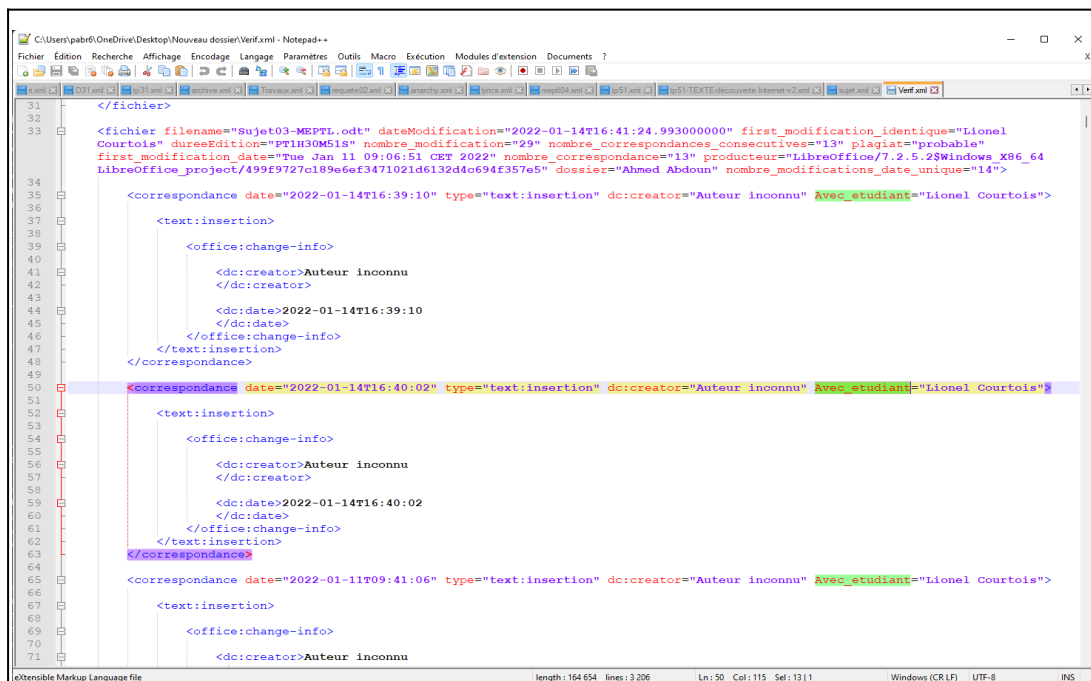 C:\Users\pabr6\OneDrive\Desktop\Nouveau dossier\Verif.xml - Notepad++
Fichier Édition Recherche Affichage Encodage Langage Paramètres Outils Macro Exécution Modules d'extension Documents ? X
ri.xml D31.xml tp31.xml archive.xml Travaux.xml requete02.xml anarchy.xml lyrics.xml mept04.xml tp51.xml tp51-TEXTE-découverte Internet-v2.xml sujet.xml Verif.xml
31 </fichier>
32
33 <fichier filename="Sujet03-MEPTL.odt" dateModification="2022-01-14T16:41:24.993000000" first_modification_identique="Lionel
Courtois" dureeEdition="PT1H30M51S" nombre_modification="29" nombre_correspondances_consecutives="13" plagiat="probable"
first_modification_date="Tue Jan 11 09:06:51 CET 2022" nombre_correspondance="13" producteur="LibreOffice/7.2.5.2$Windows_X86_64
LibreOffice_project/499f9727c189e6ef3471021d6132d4c694f357e5" dossier="Ahmed Abdoun" nombre_modifications_date_unique="14">
34
35 <correspondance date="2022-01-14T16:39:10" type="text:insertion" dc:creator="Auteur inconnu" Avec_etudiant="Lionel Courtois">
36
37 <text:insertion>
38
39 <office:change-info>
40
41 <dc:creator>Auteur inconnu
42 </dc:creator>
43
44 <dc:date>2022-01-14T16:39:10
45 </dc:date>
46 </office:change-info>
47 </text:insertion>
48 </correspondance>
49
50 <correspondance date="2022-01-14T16:40:02" type="text:insertion" dc:creator="Auteur inconnu" Avec_etudiant="Lionel Courtois">
51
52 <text:insertion>
53
54 <office:change-info>
55
56 <dc:creator>Auteur inconnu
57 </dc:creator>
58
59 <dc:date>2022-01-14T16:40:02
60 </dc:date>
61 </office:change-info>
62 </text:insertion>
63 </correspondance>
64
65 <correspondance date="2022-01-11T09:41:06" type="text:insertion" dc:creator="Auteur inconnu" Avec_etudiant="Lionel Courtois">
66
67 <text:insertion>
68
69 <office:change-info>
70
71 <dc:creator>Auteur inconnu
eXtensible Markup Language file length : 164 654 lines : 3 206 Ln : 50 Col : 115 Sel : 13 | 1 Windows (CR LF) UTF-8 INS